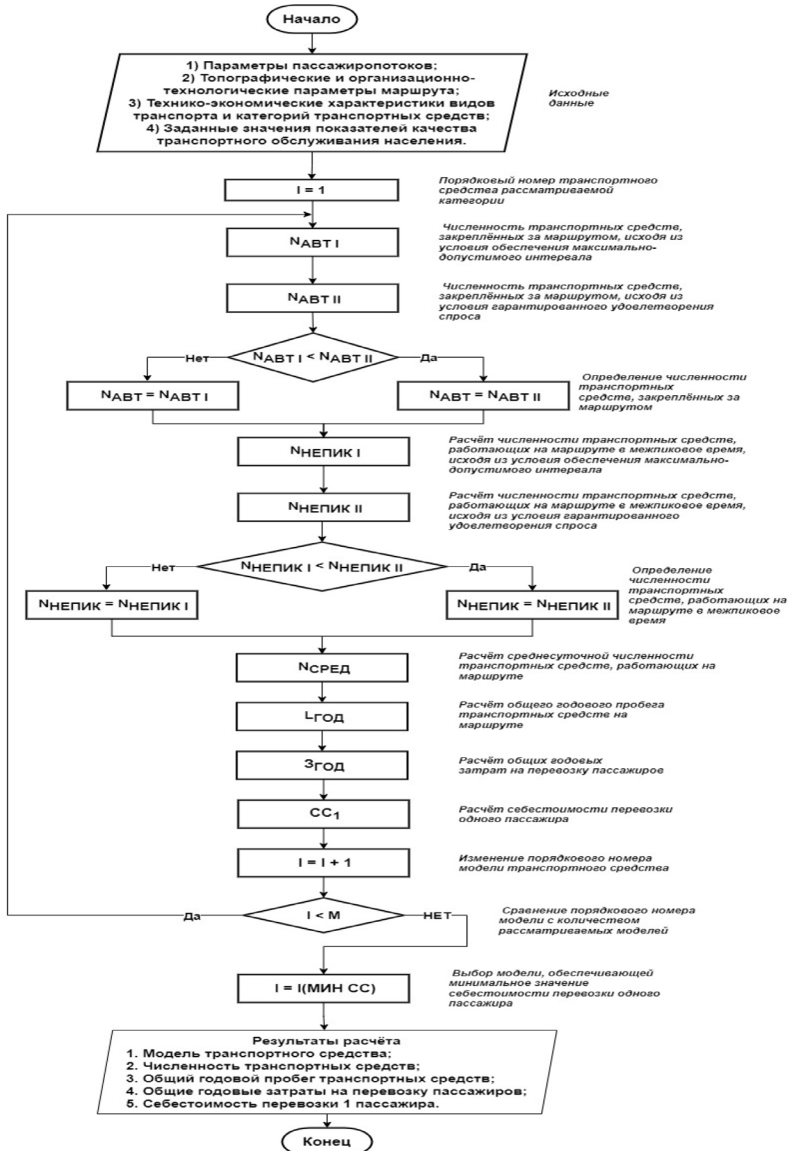 Начало
1) Параметры пассажиропотоков;
2) Топографические и организационно-
технологические параметры маршрута;
3) Технико-экономические характеристики видов
транспорта и категорий транспортных средств;
4) Заданные значения показателей качества
транспортного обслуживания населения.
Исходные
данные
I = 1
Порядковый номер транспортного
средства рассматриваемой
категории
NАВТ I
Численность транспортных средств,
закреплённых за маршрутом, исходя из
условия обеспечения максимально-
допустимого интервала
NАВТ II
Численность транспортных средств,
закреплённых за маршрутом, исходя из
условия гарантированного удовлетворения
спроса
Нет
NАВТ I < NАВТ II
Да
NАВТ = NАВТ I
NАВТ = NАВТ II
Определение численности
транспортных
средств, закреплённых за
маршрутом
NНЕПИК I
Расчёт численности транспортных средств,
работающих на маршруте в межпиковое время,
исходя из условия обеспечения максимально-
допустимого интервала
NНЕПИК II
Расчёт численности транспортных средств,
работающих на маршруте в межпиковое время,
исходя из условия гарантированного
удовлетворения спроса
Нет
NНЕПИК I < NНЕПИК II
Да
NНЕПИК = NНЕПИК I
NНЕПИК = NНЕПИК II
Определение
численности
транспортных
средств, работающих на
маршруте в межпиковое
время
NСРЕД
Расчёт среднесуточной численности
транспортных средств, работающих на
маршруте
LГОД
Расчёт общего годового пробега
транспортных средств на
маршруте
ЗГОД
Расчёт общих годовых
затрат на перевозку пассажиров
СС1
Расчёт себестоимости перевозки
одного пассажира
I = I + 1
Изменение порядкового номера
модели транспортного средства
Да
I < M
НЕТ
Сравнение порядкового номера
модели с количеством
рассматриваемых моделей
I = I(МИН СС)
Выбор модели, обеспечивающей
минимальное значение
себестоимости перевозки одного
пассажира
Результаты расчёта
1. Модель транспортного средства;
2. Численность транспортных средств;
3. Общий годовой пробег транспортных средств;
4. Общие годовые затраты на перевозку пассажиров;
5. Себестоимость перевозки 1 пассажира.
Конец